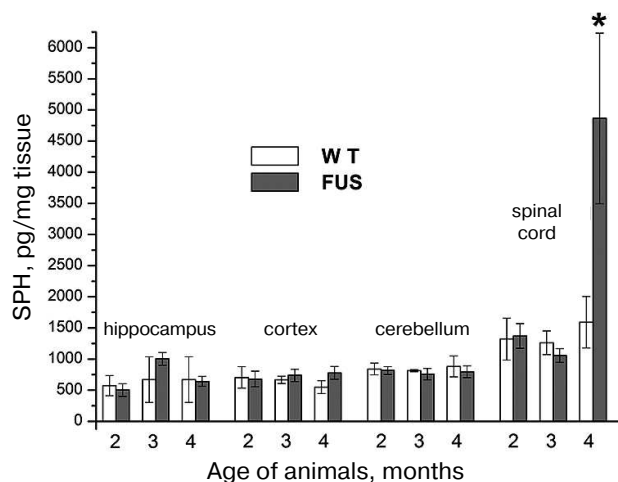 *
6000
5500
5000
4500
4000
3500
3000
2500
2000
1500
1000
500
0
SPH, pg/mg tissue
W T
FUS
spinal
cord
hippocampus cortex cerebellum
2 3 4 2 3 4 2 3 4 2 3 4
Age of animals, months